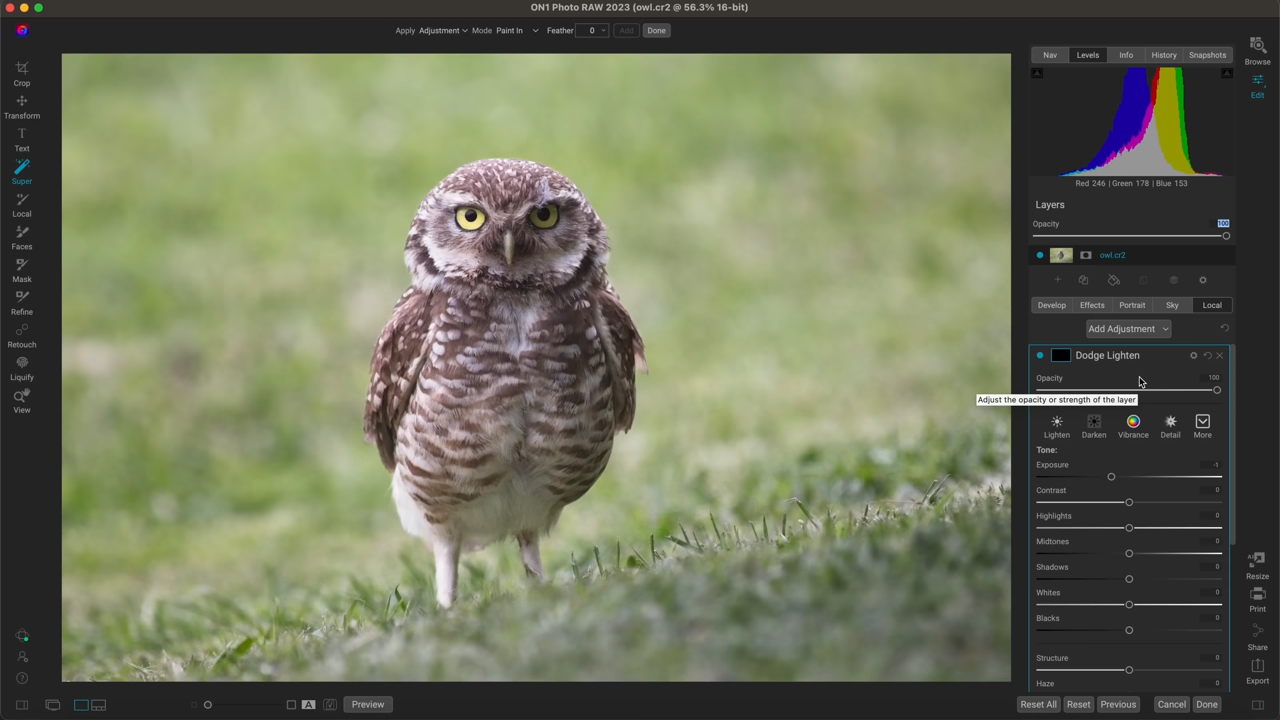 ON1 Photo RAW 2023 (owl.cr2 @ 56.3% 16-bit)
Apply Adjustment Mode Paint In Feather 0 Add Done
Nav Levels Info History Snapshots
Browse
Edit
Crop
Transform
Text
Super
Local
Faces
Mask
Refine
Retouch
Liquify
View
Red 246 | Green 178 | Blue 153
Layers
Opacity 100
owl.cr2
Develop Effects Portrait Sky Local
Add Adjustment
Dodge Lighten
Opacity 100
Adjust the opacity or strength of the layer
Lighten Darken Vibrance Detail More
Tone:
Exposure -1
Contrast 0
Highlights 0
Midtones 0
Shadows 0
Whites 0
Blacks 0
Structure 0
Haze 0
Resize
Print
Share
Export
A
Preview
Reset All Reset Previous Cancel Done